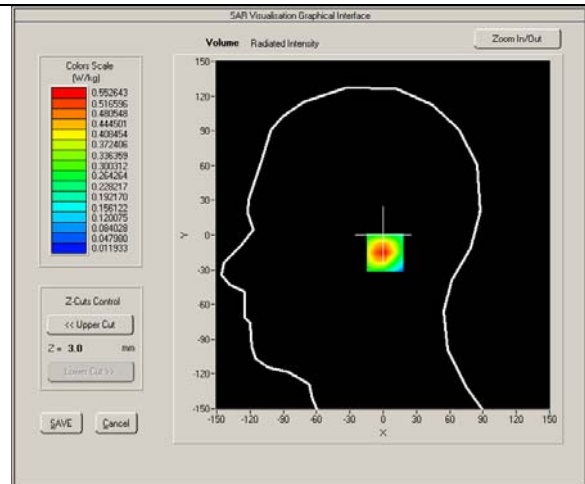 SAR Visualisation Graphical Interface
Volume Radiated Intensity
Zoom In/Out
Colors Scale
(W/kg)
0.552643
0.516596
0.480548
0.444501
0.408454
0.372406
0.336359
0.300312
0.264264
0.228217
0.192170
0.156122
0.120075
0.084028
0.047980
0.011933
150
120
90
60
30
0
-30
-60
-90
-120
-150
Y
-150 -120 -90 -60 -30 0 30 60 90 120 150
X
Z-Cuts Control
<< Upper Cut
Z = 3.0 mm
Lower Cut >>
SAVE Cancel